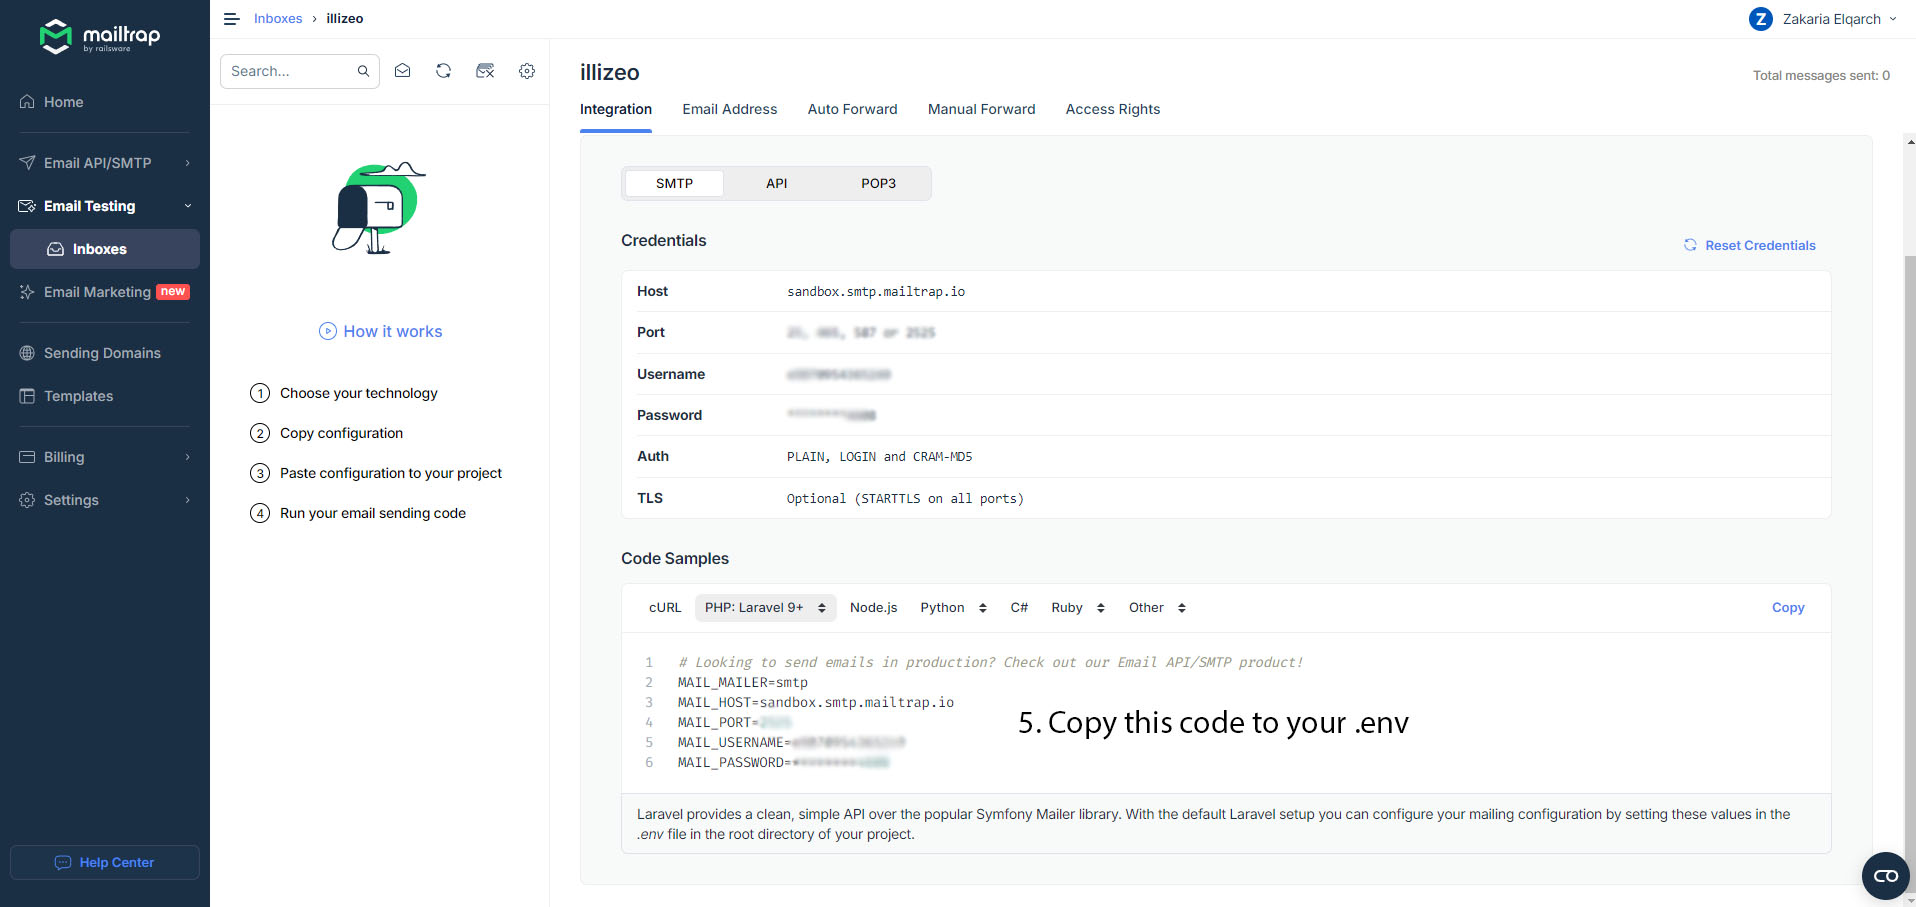 mailtrap
by railsware
Home
Email API/SMTP
Email Testing
Inboxes
Email Marketing new
Sending Domains
Templates
Billing
Settings
Help Center
Inboxes › illizeo
Z Zakaria Elqarch
Search...
How it works
1 Choose your technology
2 Copy configuration
3 Paste configuration to your project
4 Run your email sending code
illizeo
Total messages sent: 0
Integration Email Address Auto Forward Manual Forward Access Rights
SMTP API POP3
Credentials
Reset Credentials
Host sandbox.smtp.mailtrap.io
Port 587 or 2525
Username
Password
Auth PLAIN, LOGIN and CRAM-MD5
TLS Optional (STARTTLS on all ports)
Code Samples
cURL PHP: Laravel 9+ Node.js Python C# Ruby Other Copy
1 # Looking to send emails in production? Check out our Email API/SMTP product!
2 MAIL_MAILER=smtp
3 MAIL_HOST=sandbox.smtp.mailtrap.io
4 MAIL_PORT=2525
5 MAIL_USERNAME=
6 MAIL_PASSWORD=
5. Copy this code to your .env
Laravel provides a clean, simple API over the popular Symfony Mailer library. With the default Laravel setup you can configure your mailing configuration by setting these values in the
.env file in the root directory of your project.